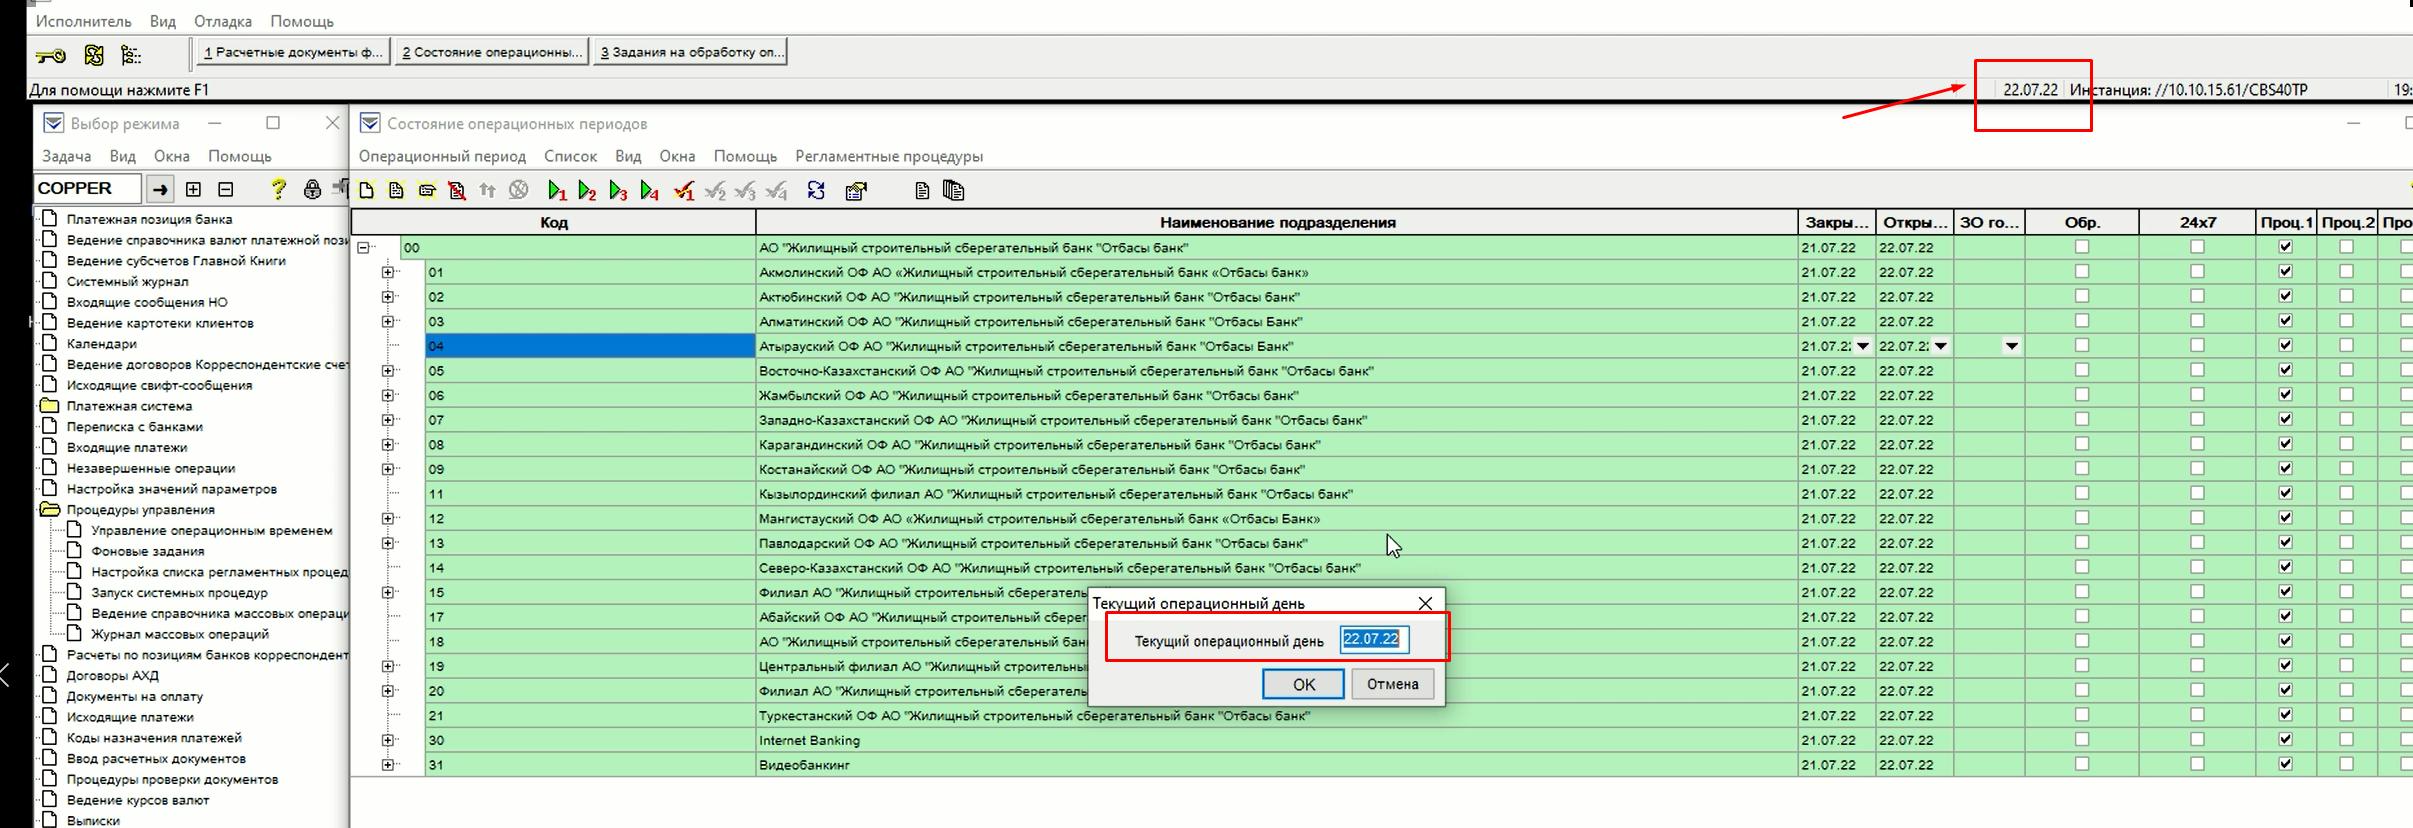 Исполнитель Вид Отладка Помощь
1 Расчетные документы ф... 2 Состояние операционны... 3 Задания на обработку оп...
Для помощи нажмите F1 22.07.22 Инстанция: //10.10.15.61/CBS40TP 19:
Выбор режима
Задача Вид Окна Помощь
COPPER
Платежная позиция банка
Ведение справочника валют платежной пози
Ведение субсчетов Главной Книги
Системный журнал
Входящие сообщения НО
Ведение картотеки клиентов
Календари
Ведение договоров Корреспондентские счет
Исходящие свифт-сообщения
Платежная система
Переписка с банками
Входящие платежи
Незавершенные операции
Настройка значений параметров
Процедуры управления
Управление операционным временем
Фоновые задания
Настройка списка регламентных процед
Запуск системных процедур
Ведение справочника массовых операци
Журнал массовых операций
Расчеты по позициям банков корреспондент
Договоры АХД
Документы на оплату
Исходящие платежи
Коды назначения платежей
Ввод расчетных документов
Процедуры проверки документов
Ведение курсов валют
Выписки
Состояние операционных периодов
Операционный период Список Вид Окна Помощь Регламентные процедуры
1 2 3 4 1 2 3 4
Код Наименование подразделения Закры... Откры... ЗО го... Обр. 24x7 Проц.1 Проц.2 Про
00 АО "Жилищный строительный сберегательный банк "Отбасы банк" 21.07.22 22.07.22
01 Акмолинский ОФ АО «Жилищный строительный сберегательный банк «Отбасы банк» 21.07.22 22.07.22
02 Актюбинский ОФ АО "Жилищный строительный сберегательный банк "Отбасы банк" 21.07.22 22.07.22
03 Алматинский ОФ АО "Жилищный строительный сберегательный банк "Отбасы Банк" 21.07.22 22.07.22
04 Атырауский ОФ АО "Жилищный строительный сберегательный банк "Отбасы Банк" 21.07.2 22.07.2
05 Восточно-Казахстанский ОФ АО "Жилищный строительный сберегательный банк "Отбасы банк" 21.07.22 22.07.22
06 Жамбылский ОФ АО "Жилищный строительный сберегательный банк "Отбасы банк" 21.07.22 22.07.22
07 Западно-Казахстанский ОФ АО "Жилищный строительный сберегательный банк "Отбасы банк" 21.07.22 22.07.22
08 Карагандинский ОФ АО "Жилищный строительный сберегательный банк "Отбасы банк" 21.07.22 22.07.22
09 Костанайский ОФ АО "Жилищный строительный сберегательный банк "Отбасы банк" 21.07.22 22.07.22
11 Кызылординский филиал АО "Жилищный строительный сберегательный банк "Отбасы банк" 21.07.22 22.07.22
12 Мангистауский ОФ АО «Жилищный строительный сберегательный банк «Отбасы Банк» 21.07.22 22.07.22
13 Павлодарский ОФ АО "Жилищный строительный сберегательный банк "Отбасы банк" 21.07.22 22.07.22
14 Северо-Казахстанский ОФ АО "Жилищный строительный сберегательный банк "Отбасы банк" 21.07.22 22.07.22
15 Филиал АО "Жилищный строительный сберегатель 21.07.22 22.07.22
17 Абайский ОФ АО "Жилищный строительный сберег 21.07.22 22.07.22
18 АО "Жилищный строительный сберегательный бан 21.07.22 22.07.22
19 Центральный филиал АО "Жилищный строительны 21.07.22 22.07.22
20 Филиал АО "Жилищный строительный сберегатель 21.07.22 22.07.22
21 Туркестанский ОФ АО "Жилищный строительный сберегательный банк "Отбасы банк" 21.07.22 22.07.22
30 Internet Banking 21.07.22 22.07.22
31 Видеобанкинг 21.07.22 22.07.22
Текущий операционный день
Текущий операционный день 22.07.22
OK Отмена